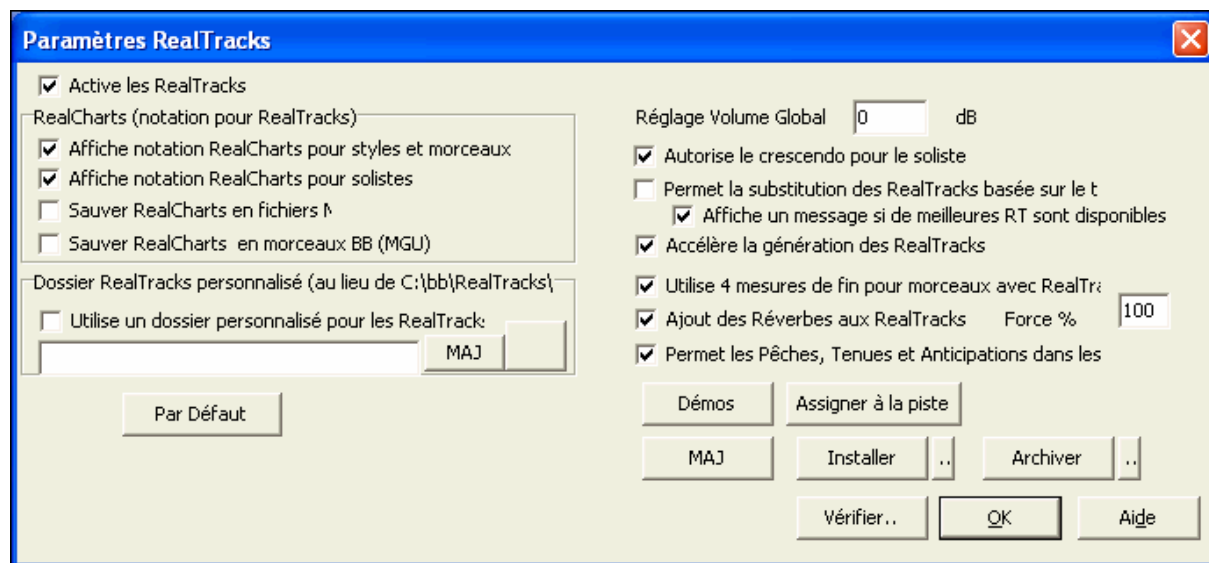 Paramètres RealTracks
Active les RealTracks
RealCharts (notation pour RealTracks)
Affiche notation RealCharts pour styles et morceaux
Affiche notation RealCharts pour solistes
Sauver RealCharts en fichiers
Sauver RealCharts en morceaux BB (MGU)
Dossier RealTracks personnalisé (au lieu de C:\bb\RealTracks\
Utilise un dossier personnalisé pour les RealTrack
MAJ
Par Défaut
Réglage Volume Global 0 dB
Autorise le crescendo pour le soliste
Permet la substitution des RealTracks basée sur le t
Affiche un message si de meilleures RT sont disponibles
Accélère la génération des RealTracks
Utilise 4 mesures de fin pour morceaux avec RealTra
Ajout des Réverbes aux RealTracks Force % 100
Permet les Pêches, Tenues et Anticipations dans les
Démos Assigner à la piste
MAJ Installer .. Archiver ..
Vérifier.. OK Aide